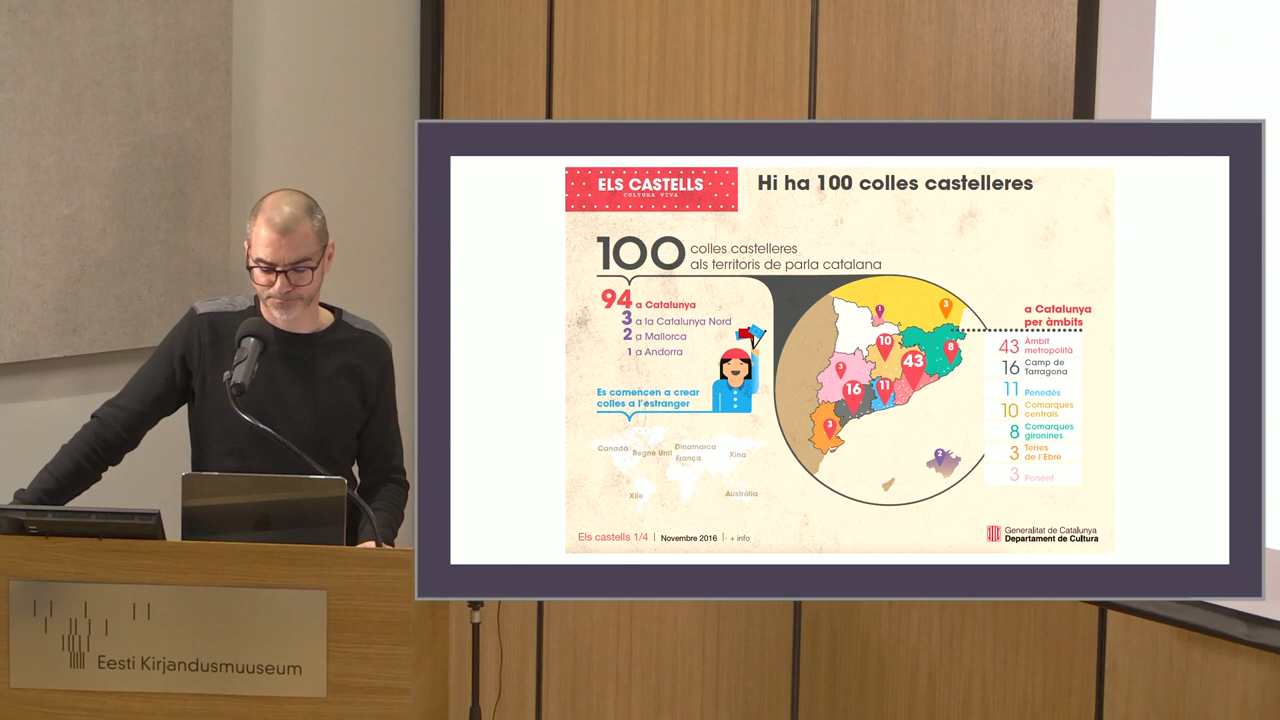 ELS CASTELLS
CULTURA VIVA
Hi ha 100 colles castelleres
100 colles castelleres
als territoris de parla catalana
94 a Catalunya
3 a la Catalunya Nord
2 a Mallorca
1 a Andorra
Es comencen a crear
colles a l'estranger
Canadà
Regne Unit
Dinamarca
França
Xina
Xile
Austràlia
1
3
10
8
43
3
16
11
3
2
a Catalunya
per àmbits
43 Àmbit
metropolità
16 Camp de
Tarragona
11 Penedès
10 Comarques
centrals
8 Comarques
gironines
3 Terres
de l'Ebre
3 Ponent
Els castells 1/4 | Novembre 2016 | + info
Generalitat de Catalunya
Departament de Cultura
Eesti Kirjandusmuuseum